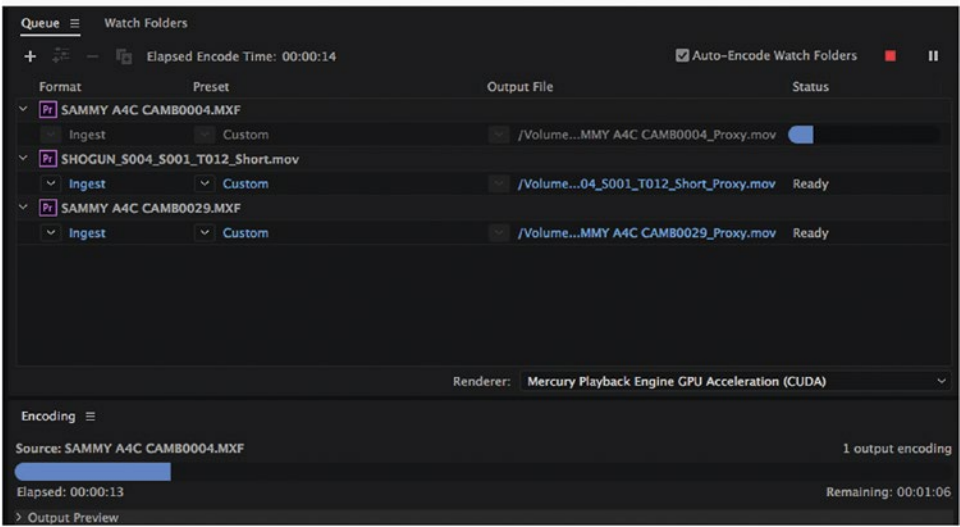 Queue Watch Folders
Elapsed Encode Time: 00:00:14 Auto-Encode Watch Folders
Format Preset Output File Status
Pr SAMMY A4C CAMB0004.MXF
Ingest Custom /Volume...MMY A4C CAMB0004_Proxy.mov
Pr SHOGUN_S004_S001_T012_Short.mov
Ingest Custom /Volume...04_S001_T012_Short_Proxy.mov Ready
Pr SAMMY A4C CAMB0029.MXF
Ingest Custom /Volume...MMY A4C CAMB0029_Proxy.mov Ready
Renderer: Mercury Playback Engine GPU Acceleration (CUDA)
Encoding
Source: SAMMY A4C CAMB0004.MXF 1 output encoding
Elapsed: 00:00:13 Remaining: 00:01:06
Output Preview